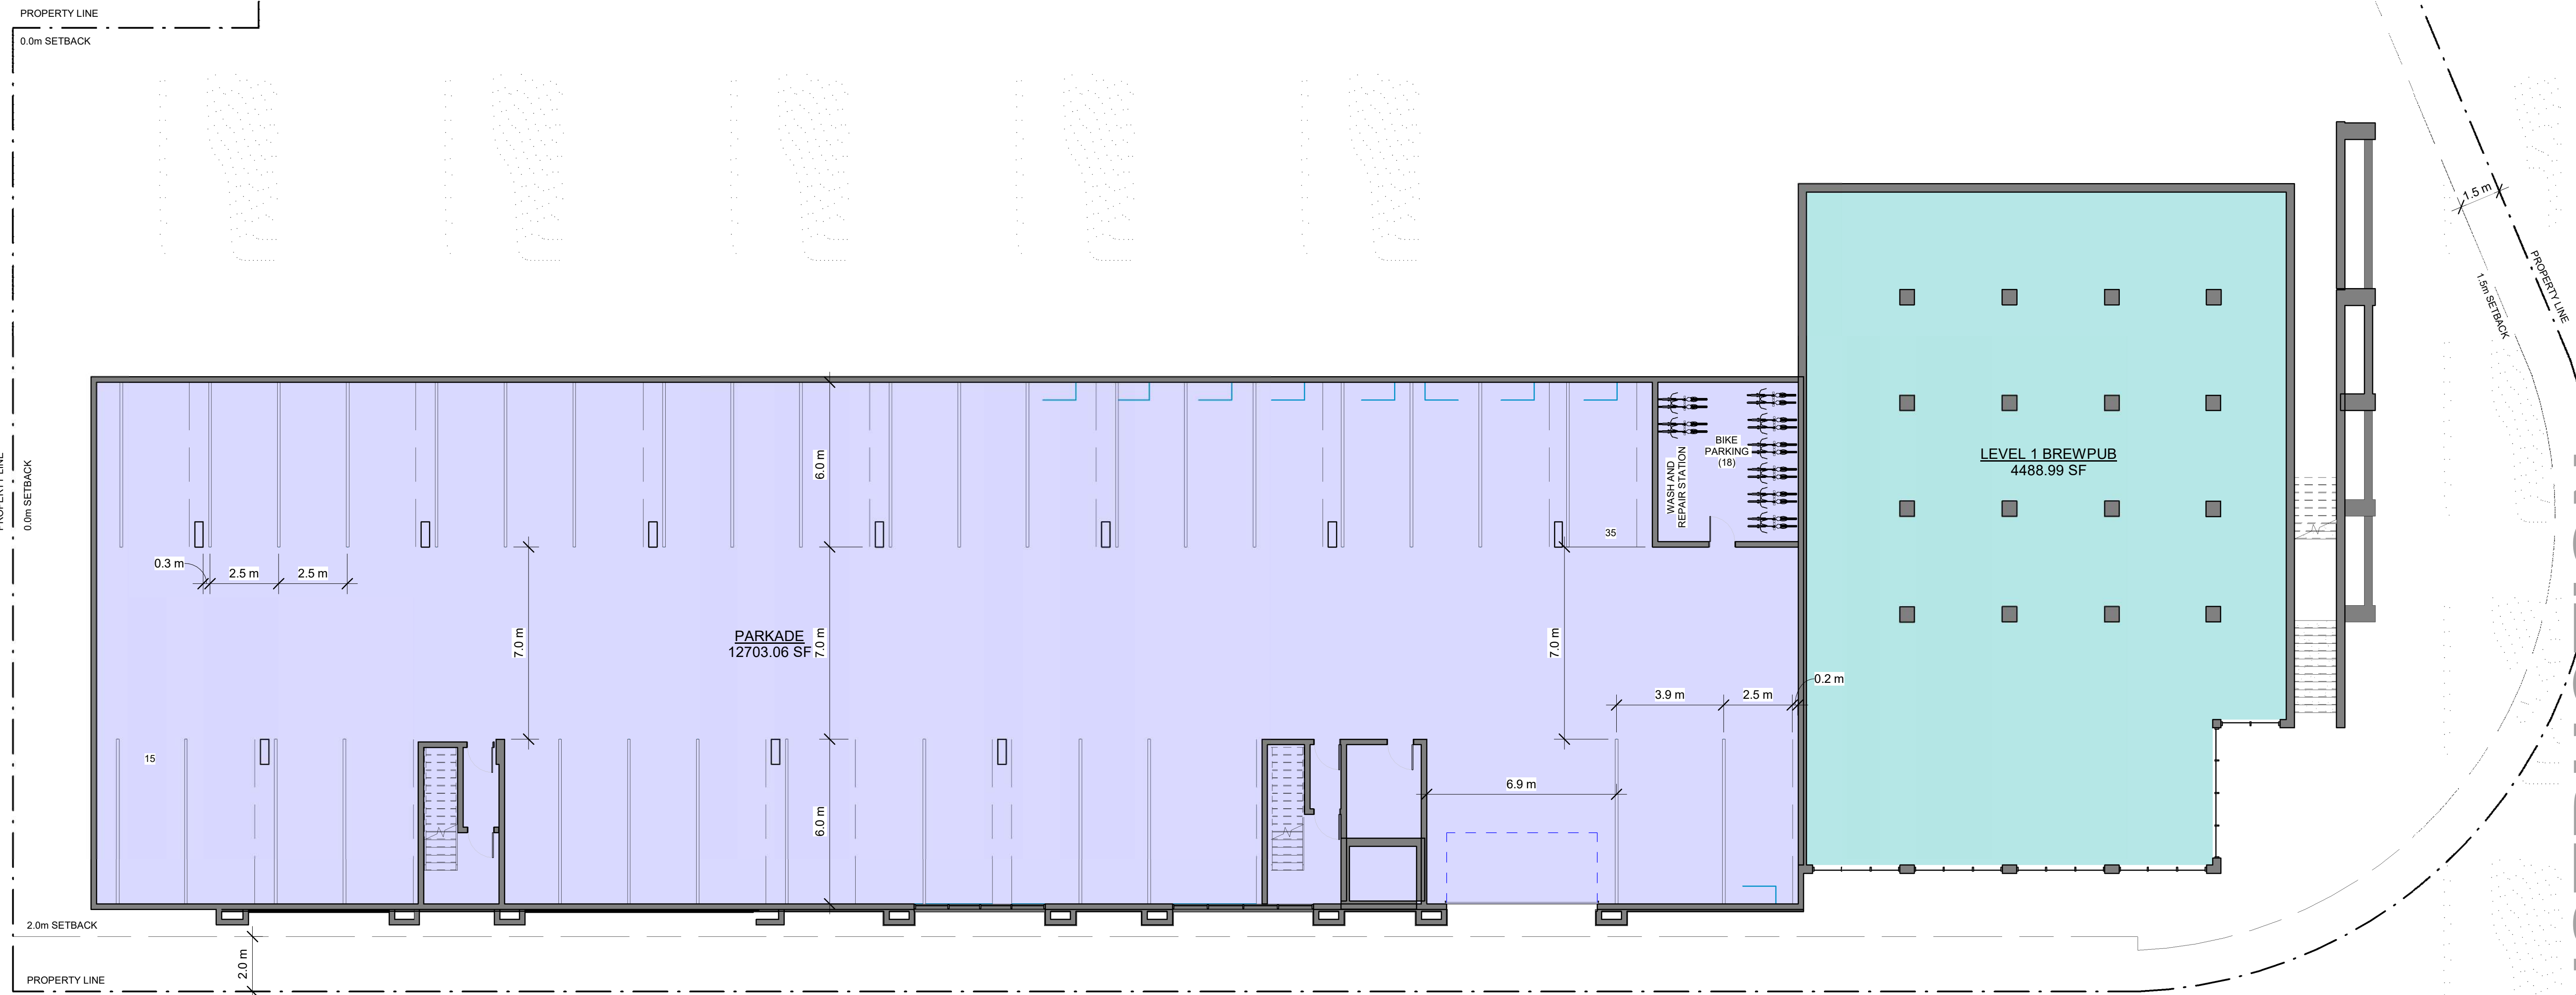 PROPERTY LINE
0.0m SETBACK
1.5 m
PROPERTY LINE
1.5m SETBACK
PROPERTY LINE
0.0m SETBACK
6.0 m
WASH AND
REPAIR STATION
BIKE
PARKING
(18)
LEVEL 1 BREWPUB
4488.99 SF
35
0.3 m
2.5 m
2.5 m
7.0 m
PARKADE
12703.06 SF
7.0 m
7.0 m
3.9 m
2.5 m
0.2 m
15
6.9 m
6.0 m
2.0m SETBACK
2.0 m
PROPERTY LINE